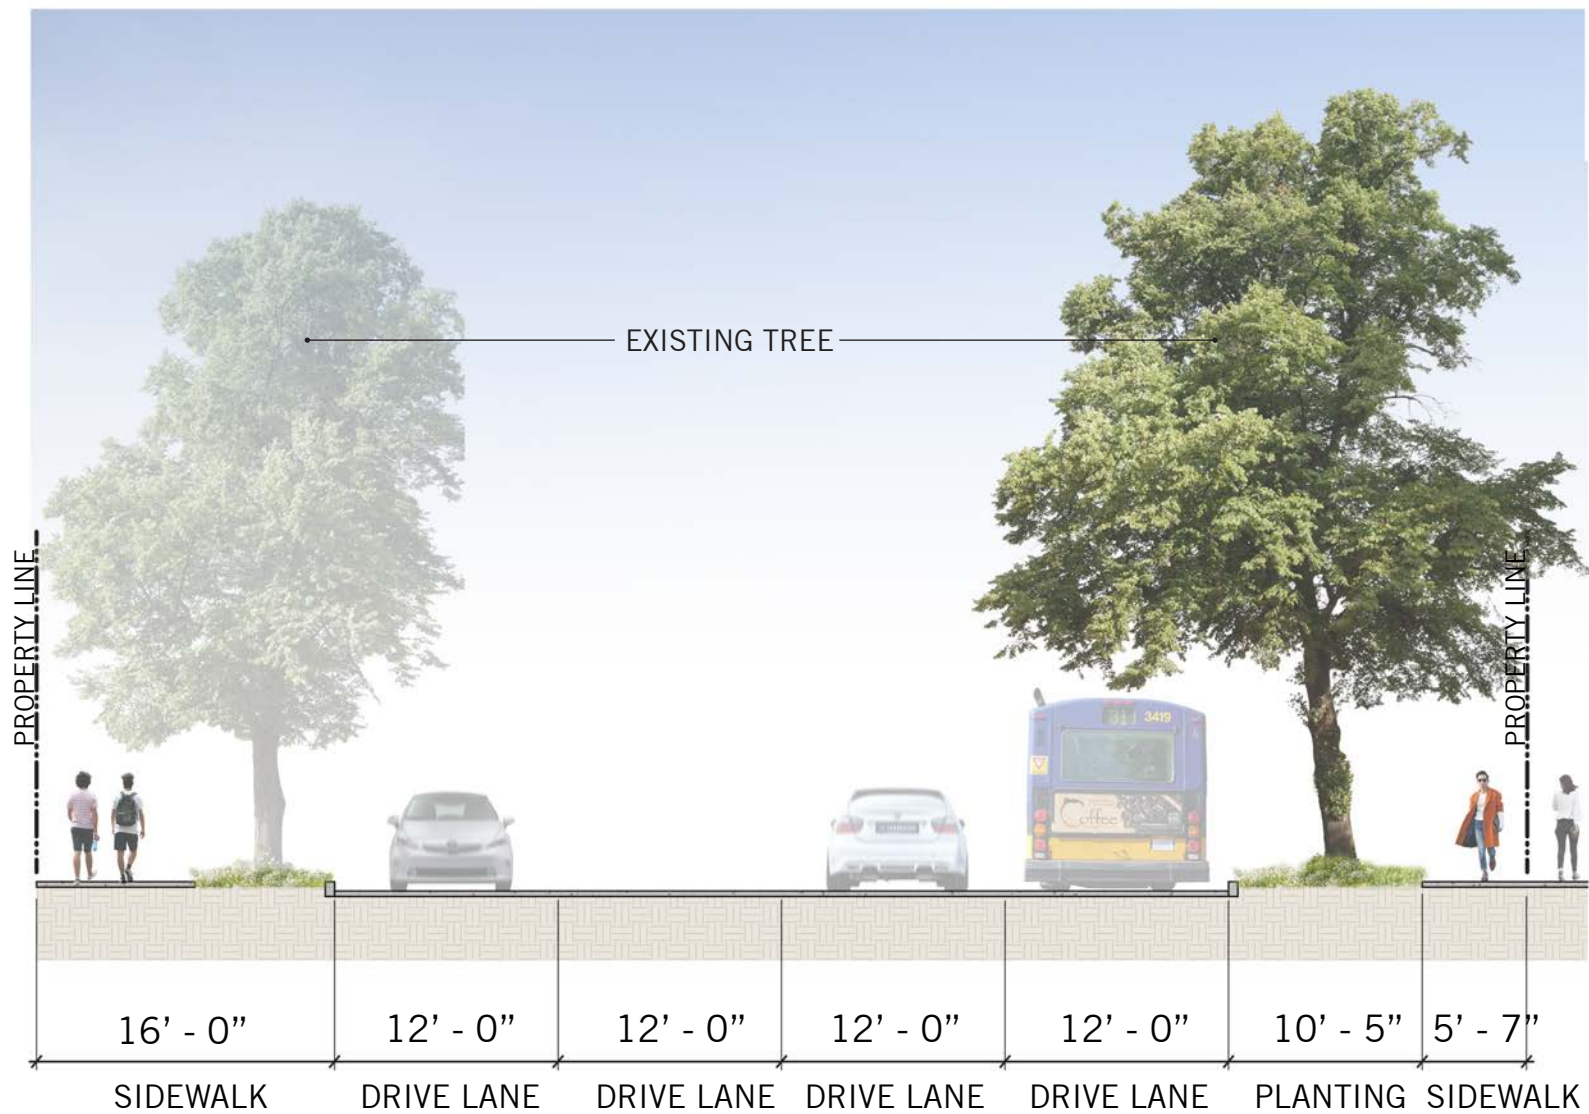 EXISTING TREE
PROPERTY LINE
PROPERTY LINE
317 3419
Coffee
16' - 0” 12' - 0” 12' - 0” 12' - 0” 12' - 0” 10' - 5” 5' - 7”
SIDEWALK DRIVE LANE DRIVE LANE DRIVE LANE DRIVE LANE PLANTING SIDEWALK